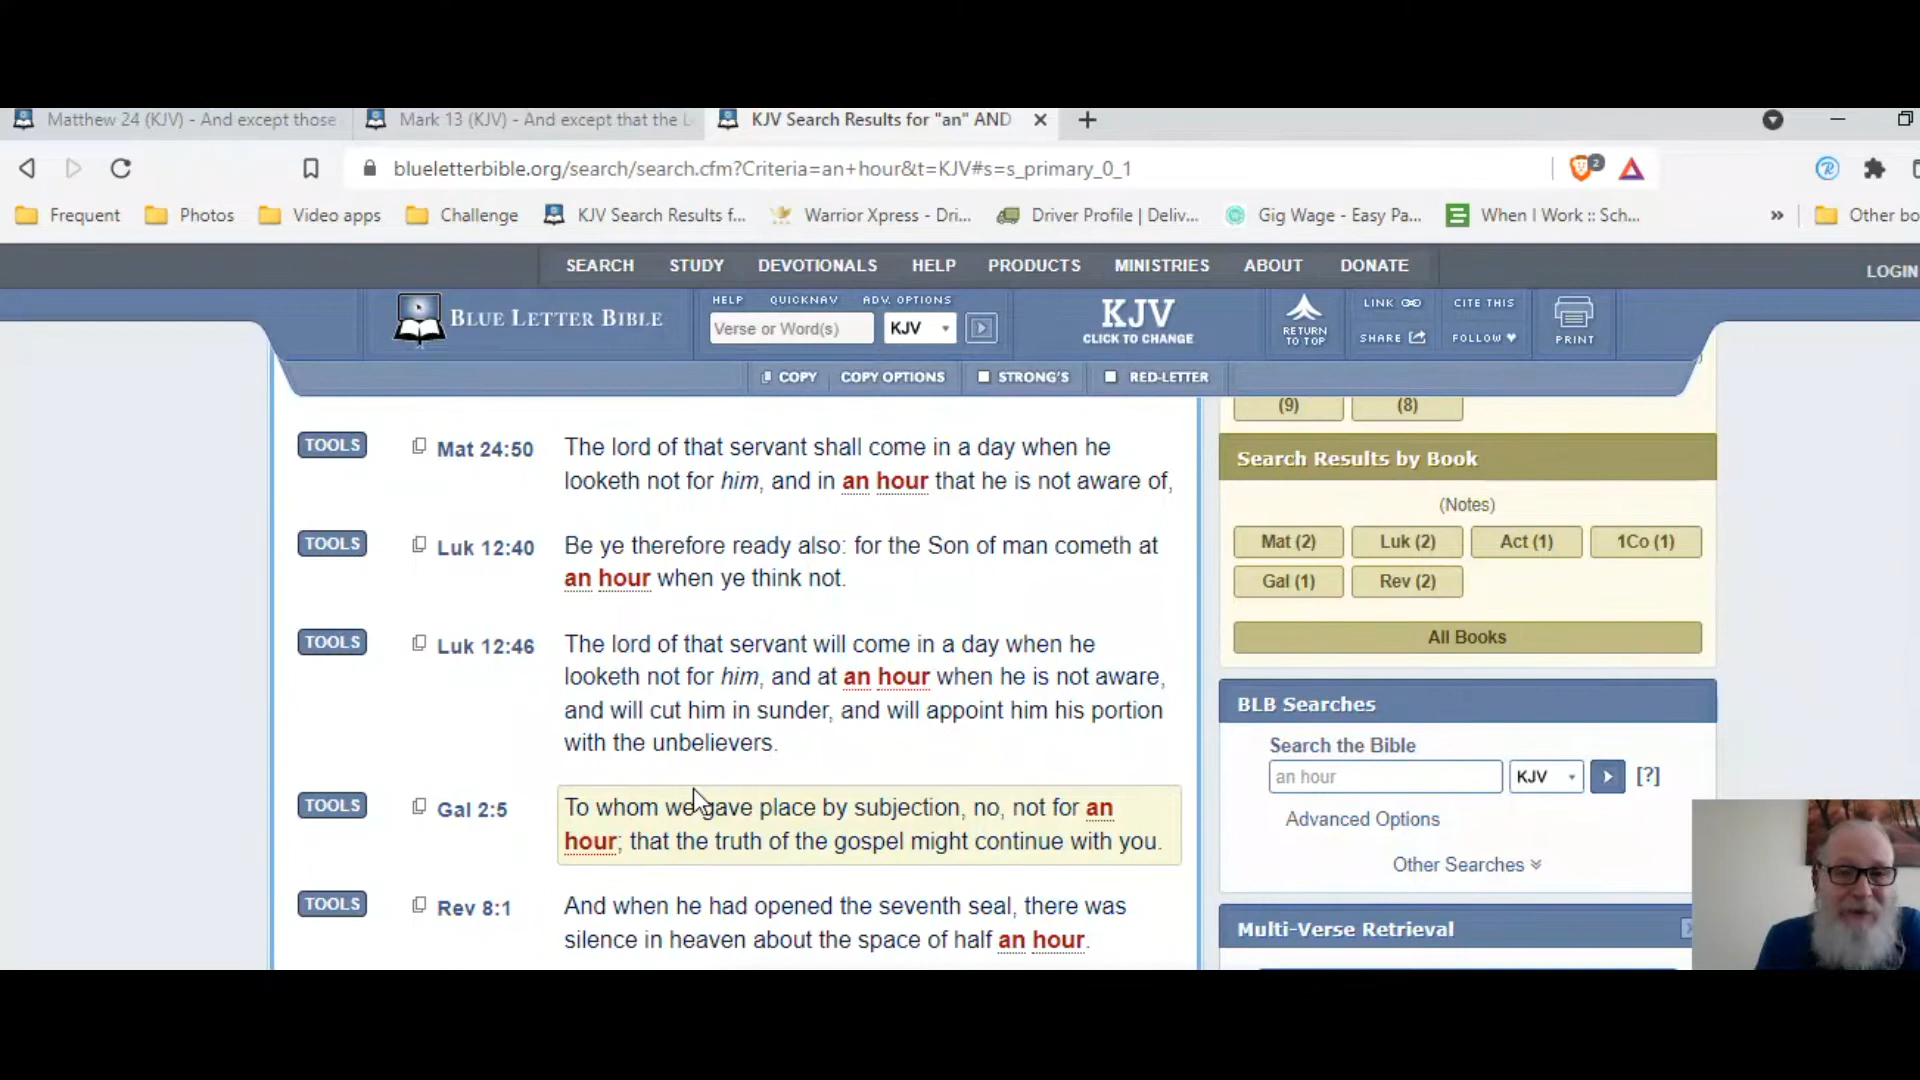 Matthew 24 (KJV) - And except those
Mark 13 (KJV) - And except that the L
KJV Search Results for "an" AND
blueletterbible.org/search/search.cfm?Criteria=an+hour&t=KJV#s=s_primary_0_1
2
Frequent
Photos
Video apps
Challenge
KJV Search Results f...
Warrior Xpress - Dri...
Driver Profile | Deliv...
Gig Wage - Easy Pa...
When I Work :: Sch...
»
Other bo
SEARCH
STUDY
DEVOTIONALS
HELP
PRODUCTS
MINISTRIES
ABOUT
DONATE
LOGIN
BLUE LETTER BIBLE
HELP
QUICKNAV
ADV. OPTIONS
Verse or Word(s)
KJV
KJV
CLICK TO CHANGE
RETURN
TO TOP
LINK
SHARE
CITE THIS
FOLLOW
PRINT
COPY
COPY OPTIONS
STRONG'S
RED-LETTER
TOOLS
Mat 24:50
The lord of that servant shall come in a day when he
looketh not for him, and in an hour that he is not aware of,
TOOLS
Luk 12:40
Be ye therefore ready also: for the Son of man cometh at
an hour when ye think not.
TOOLS
Luk 12:46
The lord of that servant will come in a day when he
looketh not for him, and at an hour when he is not aware,
and will cut him in sunder, and will appoint him his portion
with the unbelievers.
TOOLS
Gal 2:5
To whom we gave place by subjection, no, not for an
hour; that the truth of the gospel might continue with you.
TOOLS
Rev 8:1
And when he had opened the seventh seal, there was
silence in heaven about the space of half an hour.
(9)
(8)
Search Results by Book
(Notes)
Mat (2)
Luk (2)
Act (1)
1Co (1)
Gal (1)
Rev (2)
All Books
BLB Searches
Search the Bible
an hour
KJV
[?]
Advanced Options
Other Searches
Multi-Verse Retrieval